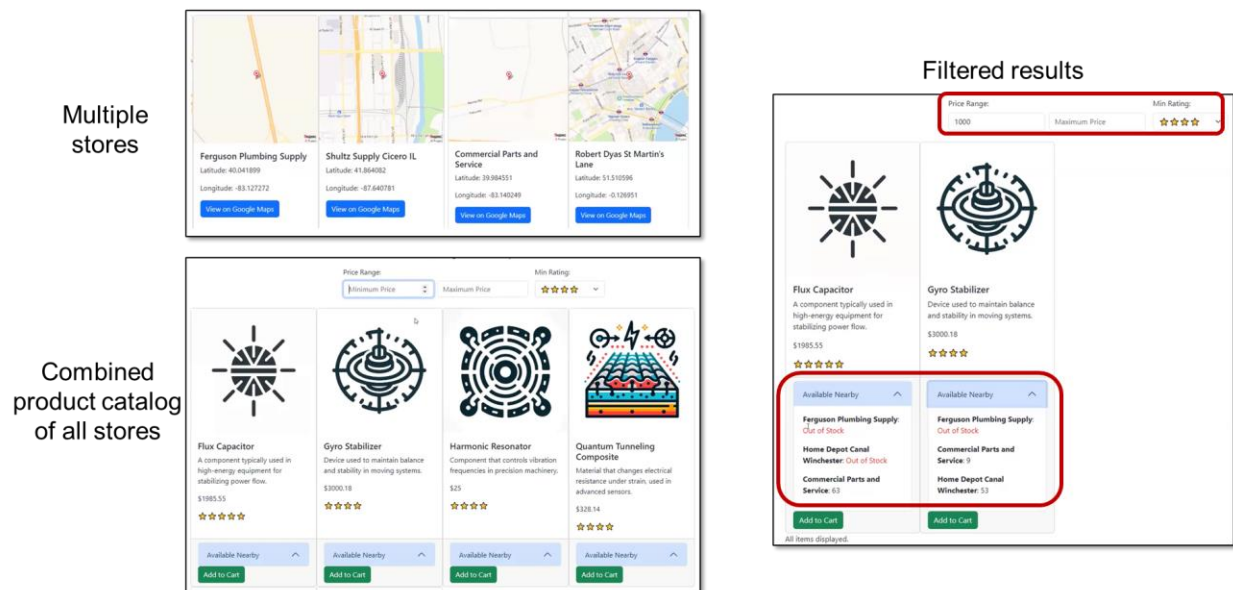 Multiple
stores
Ferguson Plumbing Supply
Latitude: 40.041899
Longitude: -83.127272
View on Google Maps
Shultz Supply Cicero IL
Latitude: 41.864082
Longitude: -87.640781
View on Google Maps
Commercial Parts and
Service
Latitude: 39.984551
Longitude: -83.140249
View on Google Maps
Robert Dyas St Martin's
Lane
Latitude: 51.510596
Longitude: -0.126951
View on Google Maps
Combined
product catalog
of all stores
Price Range:
Min Rating:
Minimum Price
Maximum Price
Flux Capacitor
A component typically used in
high-energy equipment for
stabilizing power flow.
$1985.55
Available Nearby
Add to Cart
Gyro Stabilizer
Device used to maintain balance
and stability in moving systems.
$3000.18
Available Nearby
Add to Cart
Harmonic Resonator
Component that controls vibration
frequencies in precision machinery.
$25
Available Nearby
Add to Cart
Quantum Tunneling
Composite
Material that changes electrical
resistance under strain, used in
advanced sensors.
$328.14
Available Nearby
Add to Cart
Filtered results
Price Range:
Min Rating:
1000
Maximum Price
Flux Capacitor
A component typically used in
high-energy equipment for
stabilizing power flow.
$1985.55
Available Nearby
Ferguson Plumbing Supply:
Out of Stock
Home Depot Canal
Winchester: Out of Stock
Commercial Parts and
Service: 63
Add to Cart
Gyro Stabilizer
Device used to maintain balance
and stability in moving systems.
$3000.18
Available Nearby
Ferguson Plumbing Supply:
Out of Stock
Commercial Parts and
Service: 9
Home Depot Canal
Winchester: 53
Add to Cart
All items displayed.